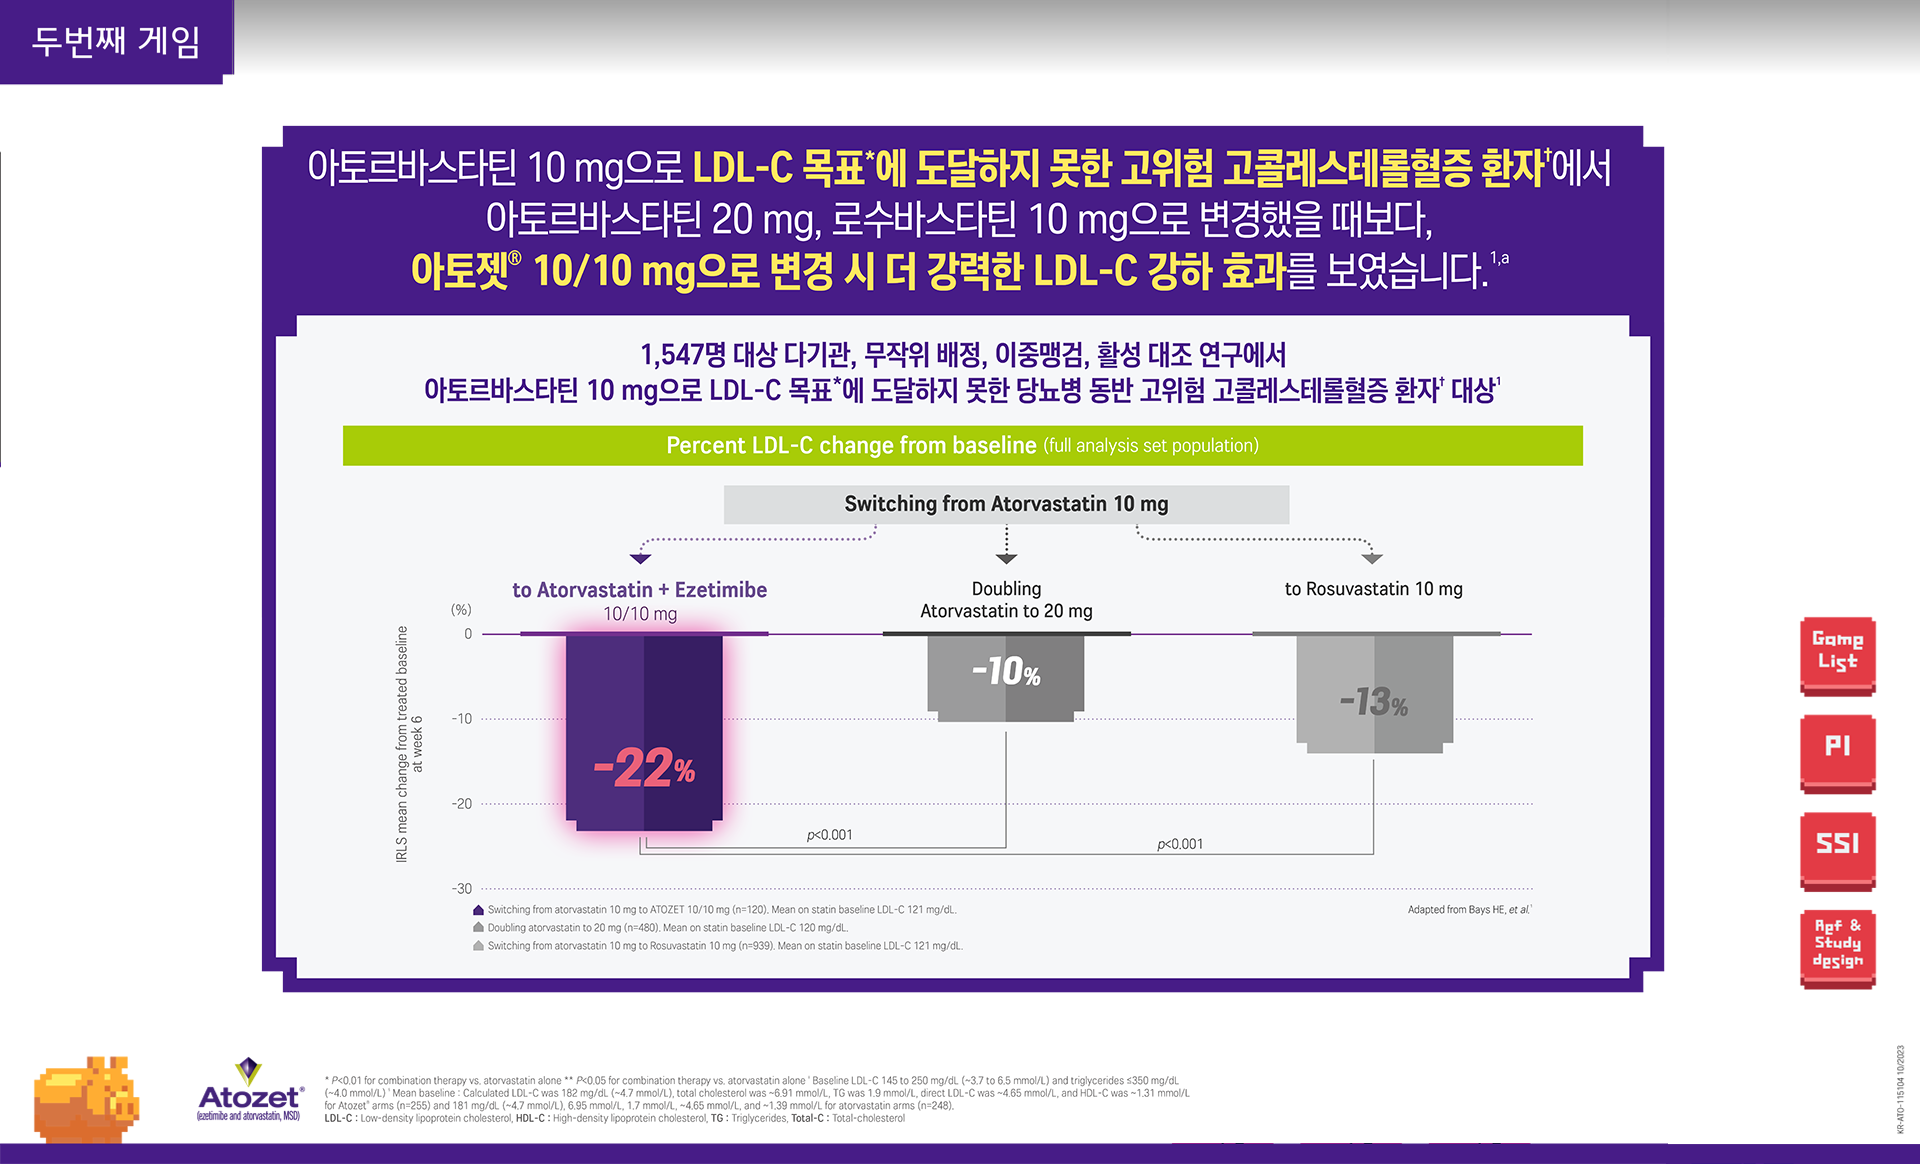 두번째 게임
아토르바스타틴 10 mg으로 LDL-C 목표*에 도달하지 못한 고위험 고콜레스테롤혈증 환자†에서
아토르바스타틴 20 mg, 로수바스타틴 10 mg으로 변경했을 때보다,
아토젯® 10/10 mg으로 변경 시 더 강력한 LDL-C 강하 효과를 보였습니다.1,a
1,547명 대상 다기관, 무작위 배정, 이중맹검, 활성 대조 연구에서
아토르바스타틴 10 mg으로 LDL-C 목표*에 도달하지 못한 당뇨병 동반 고위험 고콜레스테롤혈증 환자† 대상1
Percent LDL-C change from baseline (full analysis set population)
Switching from Atorvastatin 10 mg
to Atorvastatin + Ezetimibe
10/10 mg
Doubling
Atorvastatin to 20 mg
to Rosuvastatin 10 mg
IRLS mean change from treated baseline
at week 6
(%)
0
-10
-20
-30
-22%
-10%
-13%
p<0.001
p<0.001
Switching from atorvastatin 10 mg to ATOZET 10/10 mg (n=120). Mean on statin baseline LDL-C 121 mg/dL.
Doubling atorvastatin to 20 mg (n=480). Mean on statin baseline LDL-C 120 mg/dL.
Switching from atorvastatin 10 mg to Rosuvastatin 10 mg (n=939). Mean on statin baseline LDL-C 121 mg/dL.
Adapted from Bays HE, et al.1
Game
List
PI
SSI
Ref &
Study
design
Atozet®
(ezetimibe and atorvastatin, MSD)
* P<0.01 for combination therapy vs. atorvastatin alone ** P<0.05 for combination therapy vs. atorvastatin alone † Baseline LDL-C 145 to 250 mg/dL (~3.7 to 6.5 mmol/L) and triglycerides ≤350 mg/dL
(~4.0 mmol/L) † Mean baseline : Calculated LDL-C was 182 mg/dL (~4.7 mmol/L), total cholesterol was ~6.91 mmol/L, TG was 1.9 mmol/L, direct LDL-C was ~4.65 mmol/L, and HDL-C was ~1.31 mmol/L
for Atozet® arms (n=255) and 181 mg/dL (~4.7 mmol/L), 6.95 mmol/L, 1.7 mmol/L, ~4.65 mmol/L, and ~1.39 mmol/L for atorvastatin arms (n=248).
LDL-C : Low-density lipoprotein cholesterol, HDL-C : High-density lipoprotein cholesterol, TG : Triglycerides, Total-C : Total-cholesterol
KR-ATO-115104 10/2023